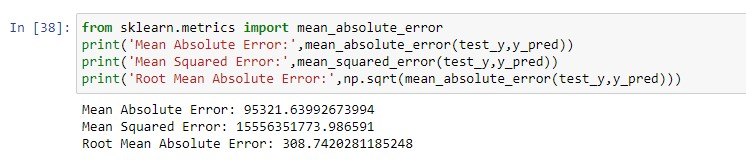 In [38]: from sklearn.metrics import mean_absolute_error
print('Mean Absolute Error:',mean_absolute_error(test_y,y_pred))
print('Mean Squared Error:',mean_squared_error(test_y,y_pred))
print('Root Mean Absolute Error:',np.sqrt(mean_absolute_error(test_y,y_pred)))
Mean Absolute Error: 95321.63992673994
Mean Squared Error: 15556351773.986591
Root Mean Absolute Error: 308.7420281185248